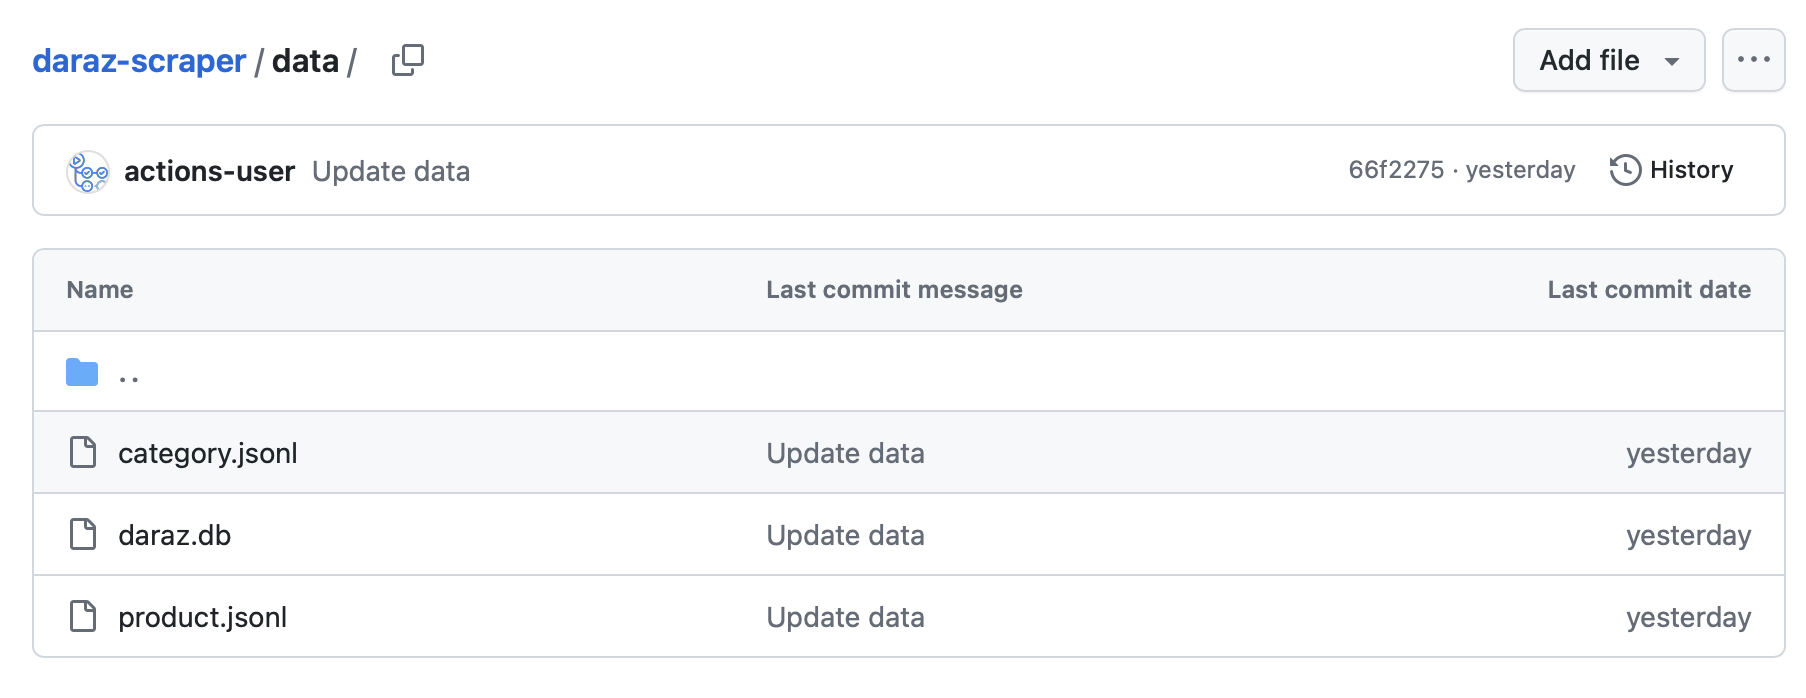 daraz-scraper / data /
Add file
actions-user Update data
66f2275 · yesterday
History
Name Last commit message Last commit date
..
category.jsonl Update data yesterday
daraz.db Update data yesterday
product.jsonl Update data yesterday